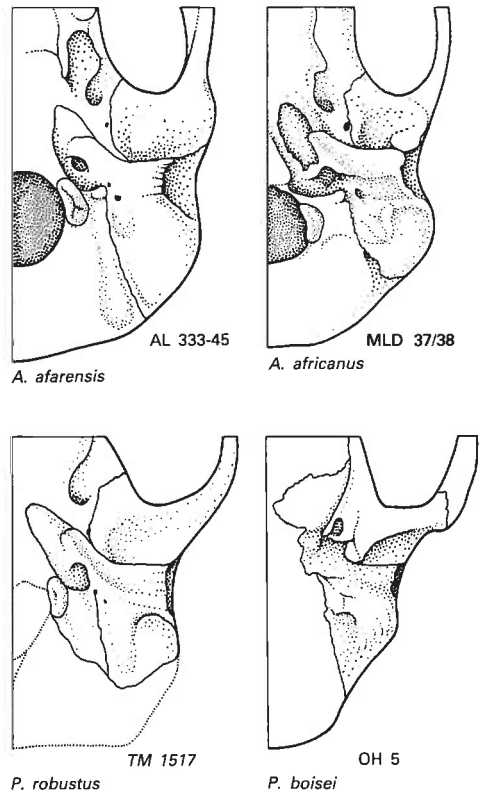 AL 333-45
A. afarensis
MLD 37/38
A. africanus
TM 1517
P. robustus
OH 5
P. boisei